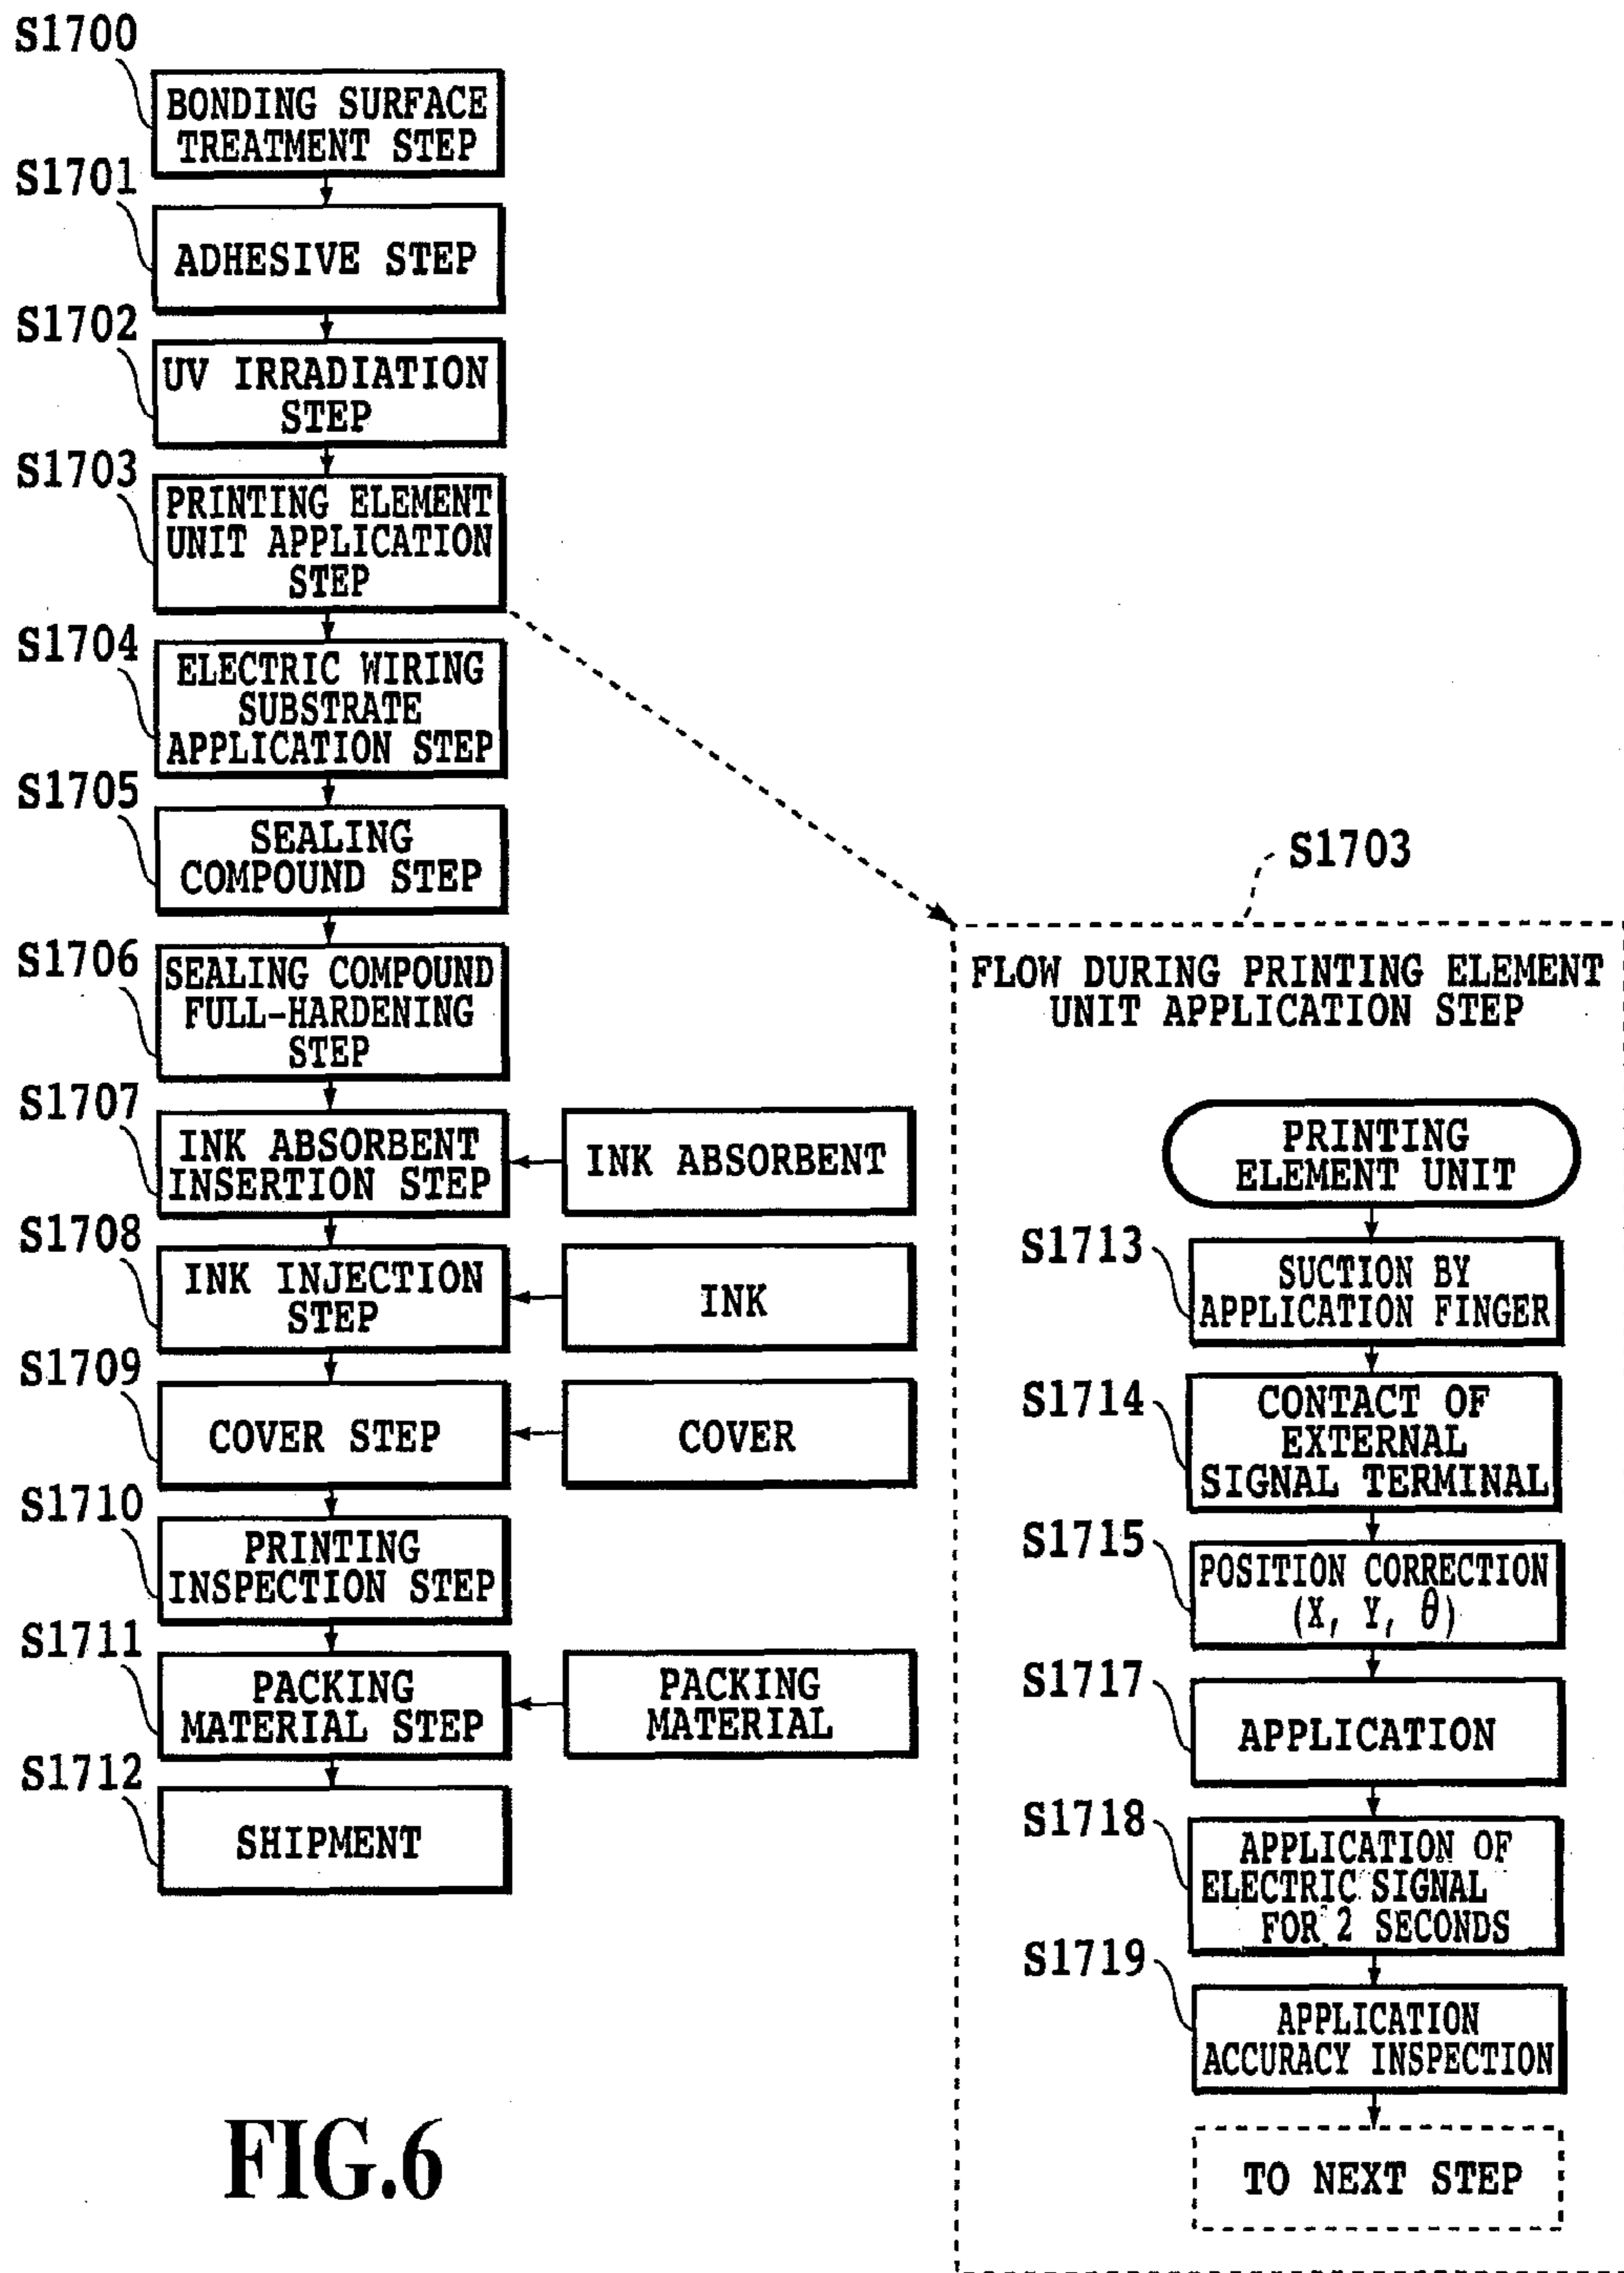 S1700
BONDING SURFACE
TREATMENT STEP
S1701
ADHESIVE STEP
S1702
UV IRRADIATION
STEP
S1703
PRINTING ELEMENT
UNIT APPLICATION
STEP
S1704
ELECTRIC WIRING
SUBSTRATE
APPLICATION STEP
S1705
SEALING
COMPOUND STEP
S1706
SEALING COMPOUND
FULL-HARDENING
STEP
S1707
INK ABSORBENT
INSERTION STEP
INK ABSORBENT
S1708
INK INJECTION
STEP
INK
S1709
COVER STEP
COVER
S1710
PRINTING
INSPECTION STEP
S1711
PACKING
MATERIAL STEP
PACKING
MATERIAL
S1712
SHIPMENT
S1703
FLOW DURING PRINTING ELEMENT
UNIT APPLICATION STEP
PRINTING
ELEMENT UNIT
S1713
SUCTION BY
APPLICATION FINGER
S1714
CONTACT OF
EXTERNAL
SIGNAL TERMINAL
S1715
POSITION CORRECTION
(X, Y, θ)
S1717
APPLICATION
S1718
APPLICATION OF
ELECTRIC SIGNAL
FOR 2 SECONDS
S1719
APPLICATION
ACCURACY INSPECTION
TO NEXT STEP
FIG.6